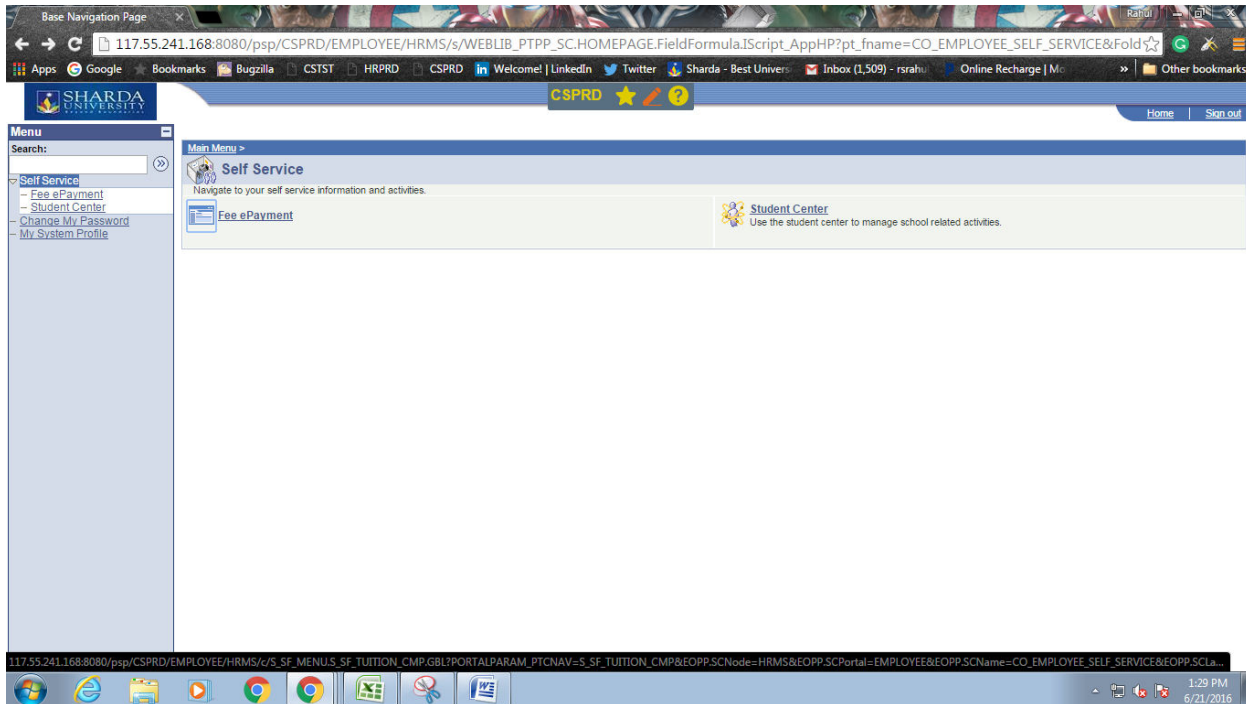 Base Navigation Page
Rahul
117.55.241.168:8080/psp/CSPRD/EMPLOYEE/HRMS/s/WEBLIB_PTPP_SC.HOMEPAGE.FieldFormula.IScript_AppHP?pt_fname=CO_EMPLOYEE_SELF_SERVICE&Fold
Apps Google Bookmarks Bugzilla CSTST HRPRD CSPRD Welcome! | LinkedIn Twitter Sharda - Best Univers Inbox (1,509) - rsrahu Online Recharge | Mo » Other bookmarks
SHARDA
UNIVERSITY
CSPRD
Home | Sign out
Menu
Search:
Self Service
– Fee ePayment
– Student Center
– Change My Password
– My System Profile
Main Menu >
Self Service
Navigate to your self service information and activities.
Fee ePayment
Student Center
Use the student center to manage school related activities.
117.55.241.168:8080/psp/CSPRD/EMPLOYEE/HRMS/c/S_SF_MENU.S_SF_TUITION_CMP.GBL?PORTALPARAM_PTCNAV=S_SF_TUITION_CMP&EOPP.SCNode=HRMS&EOPP.SCPortal=EMPLOYEE&EOPP.SCName=CO_EMPLOYEE_SELF_SERVICE&EOPP.SCLa...
1:29 PM
6/21/2016